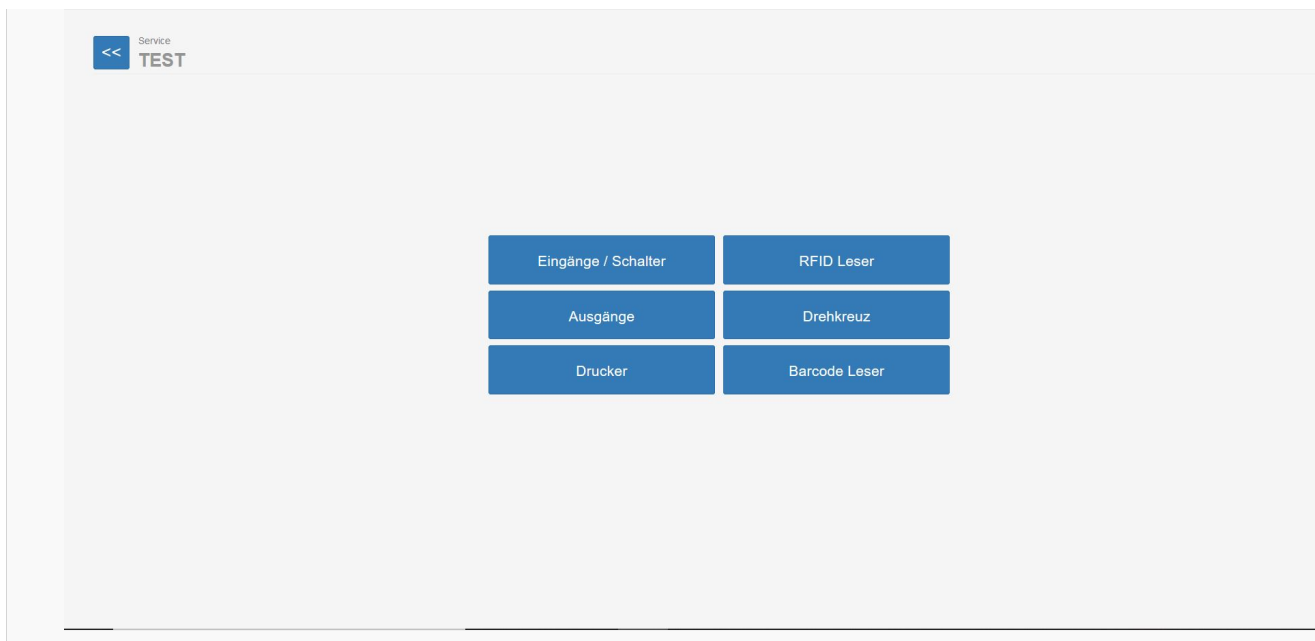 <<
Service
TEST
Eingänge / Schalter
RFID Leser
Ausgänge
Drehkreuz
Drucker
Barcode Leser